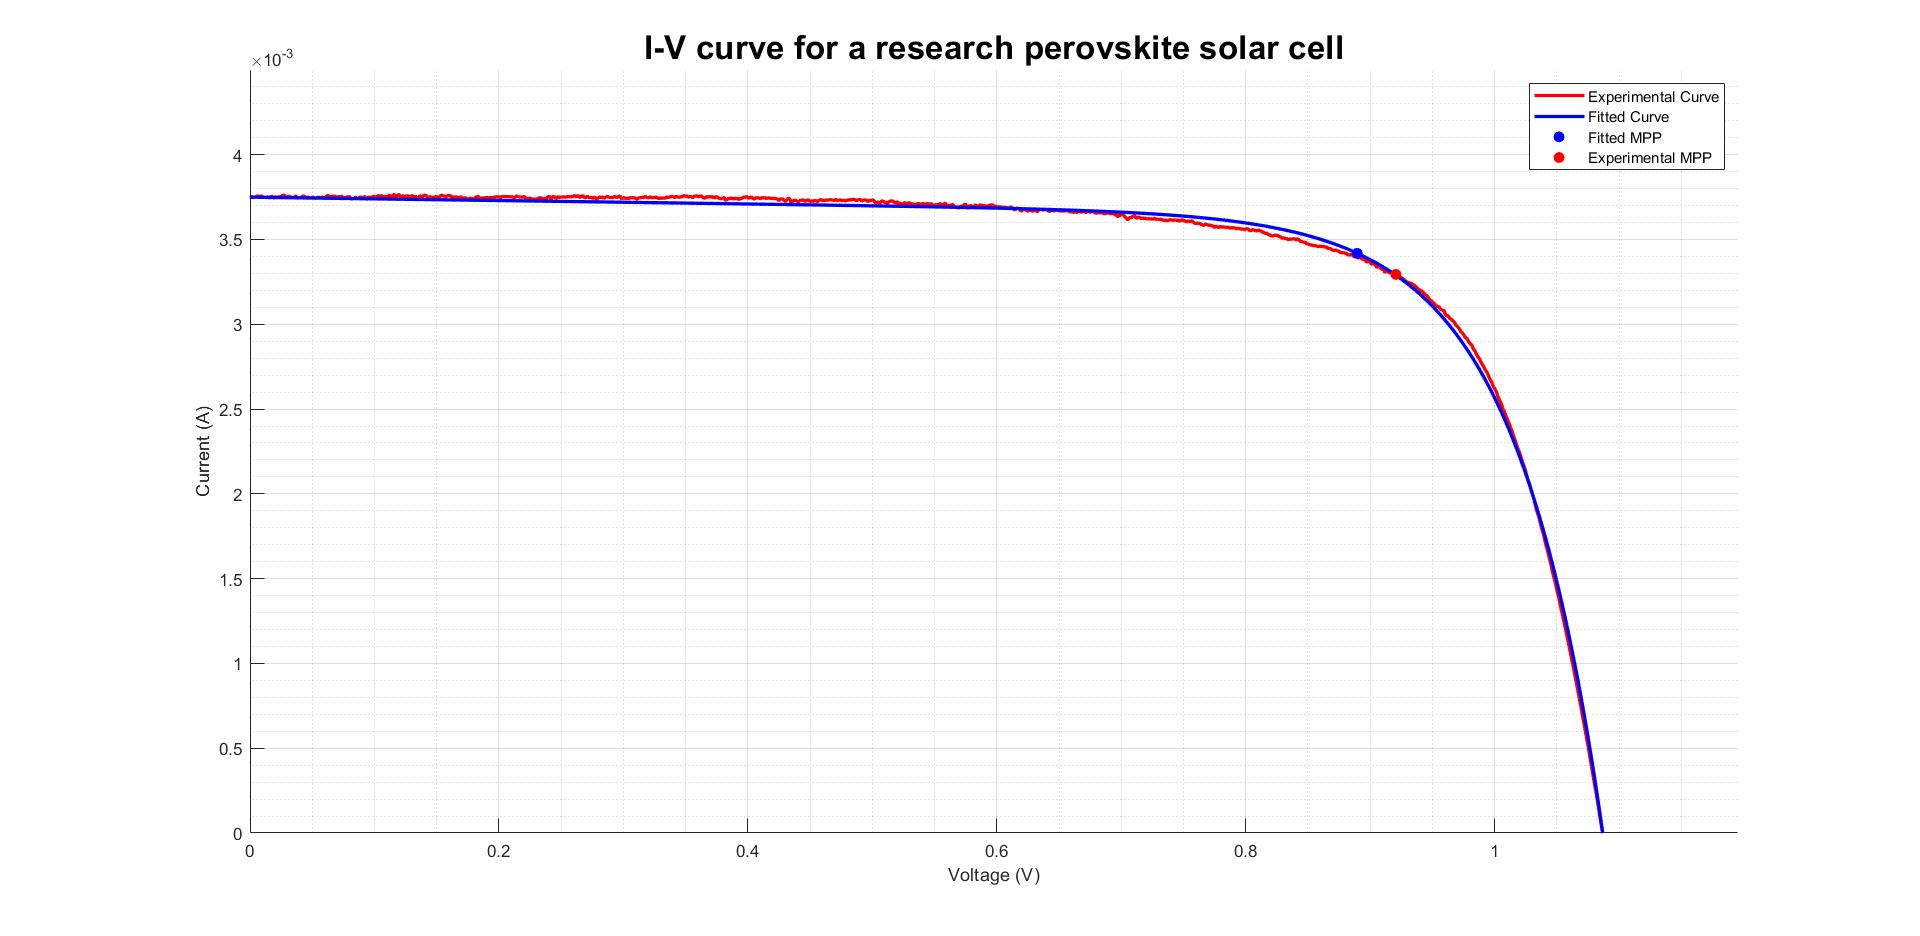 I-V curve for a research perovskite solar cell
×10-3
Experimental Curve
Fitted Curve
Fitted MPP
Experimental MPP
4
3.5
3
2.5
2
1.5
1
0.5
0
Current (A)
0 0.2 0.4 0.6 0.8 1
Voltage (V)